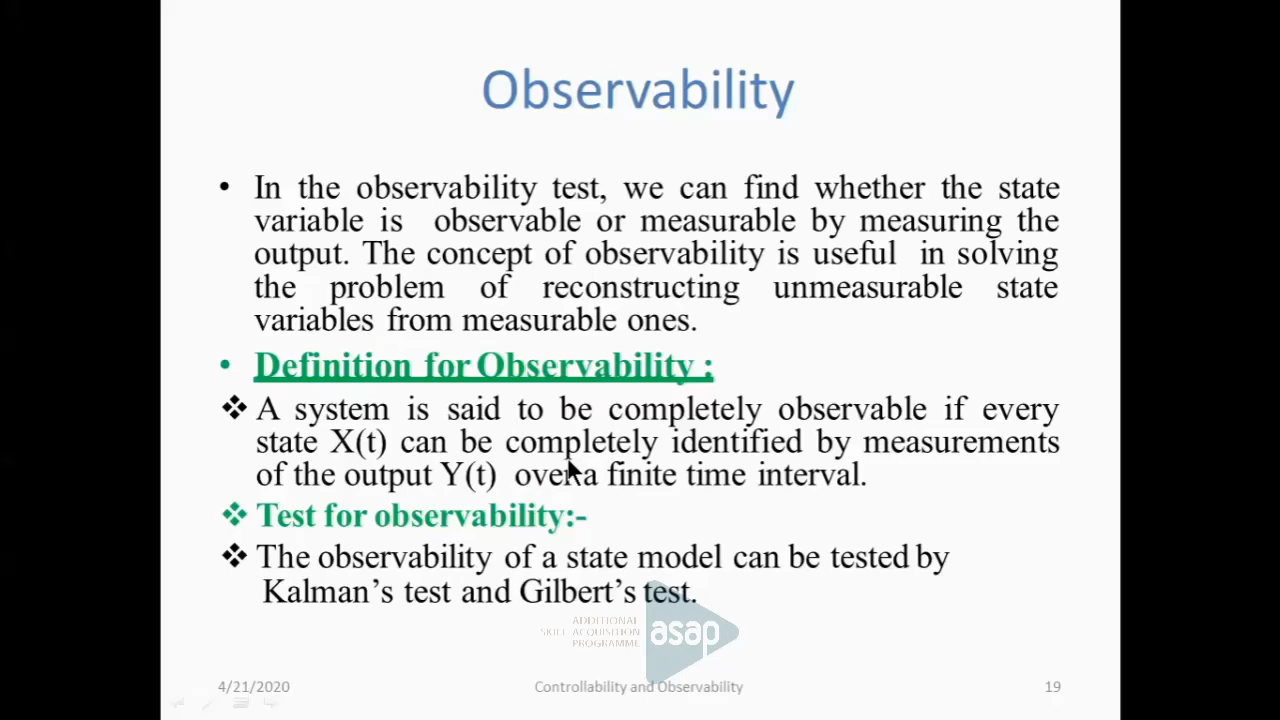 Observability
• In the observability test, we can find whether the state
variable is observable or measurable by measuring the
output. The concept of observability is useful in solving
the problem of reconstructing unmeasurable state
variables from measurable ones.
• Definition for Observability :
❖ A system is said to be completely observable if every
state X(t) can be completely identified by measurements
of the output Y(t) over a finite time interval.
❖ Test for observability:-
❖ The observability of a state model can be tested by
Kalman's test and Gilbert's test.
ADDITIONAL
SKILL ACQUISITION
PROGRAMME
asap
4/21/2020
Controllability and Observability
19